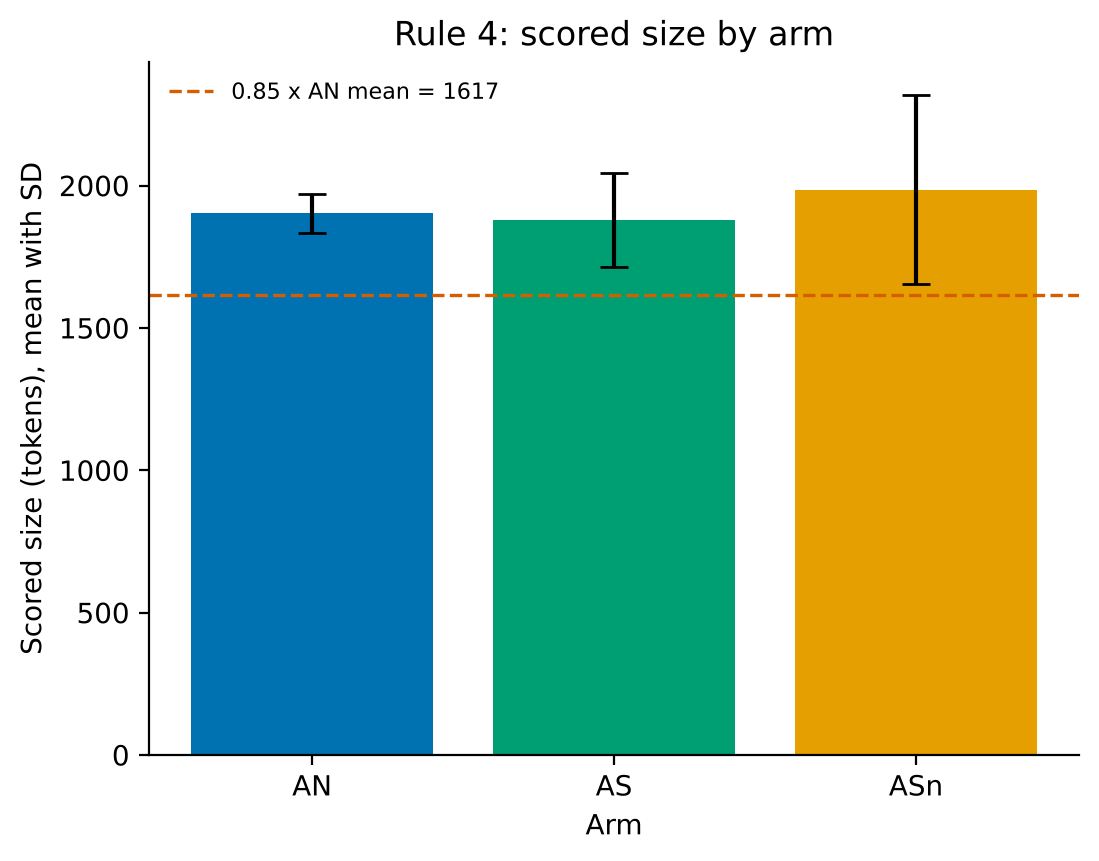 Rule 4: scored size by arm
0.85 x AN mean = 1617
Scored size (tokens), mean with SD
2000
1500
1000
500
0
AN
AS
ASn
Arm